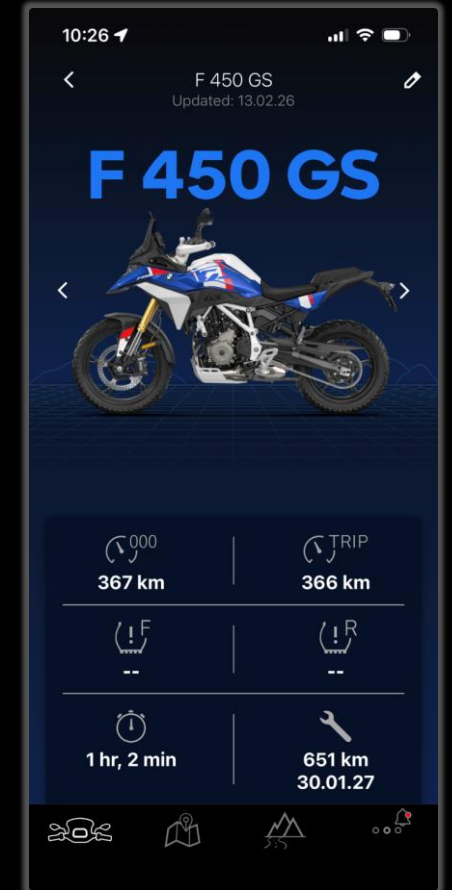 10:26
F 450 GS
Updated: 13.02.26
F 450 GS
000
TRIP
367 km
366 km
F
R
--
--
1 hr, 2 min
651 km
30.01.27